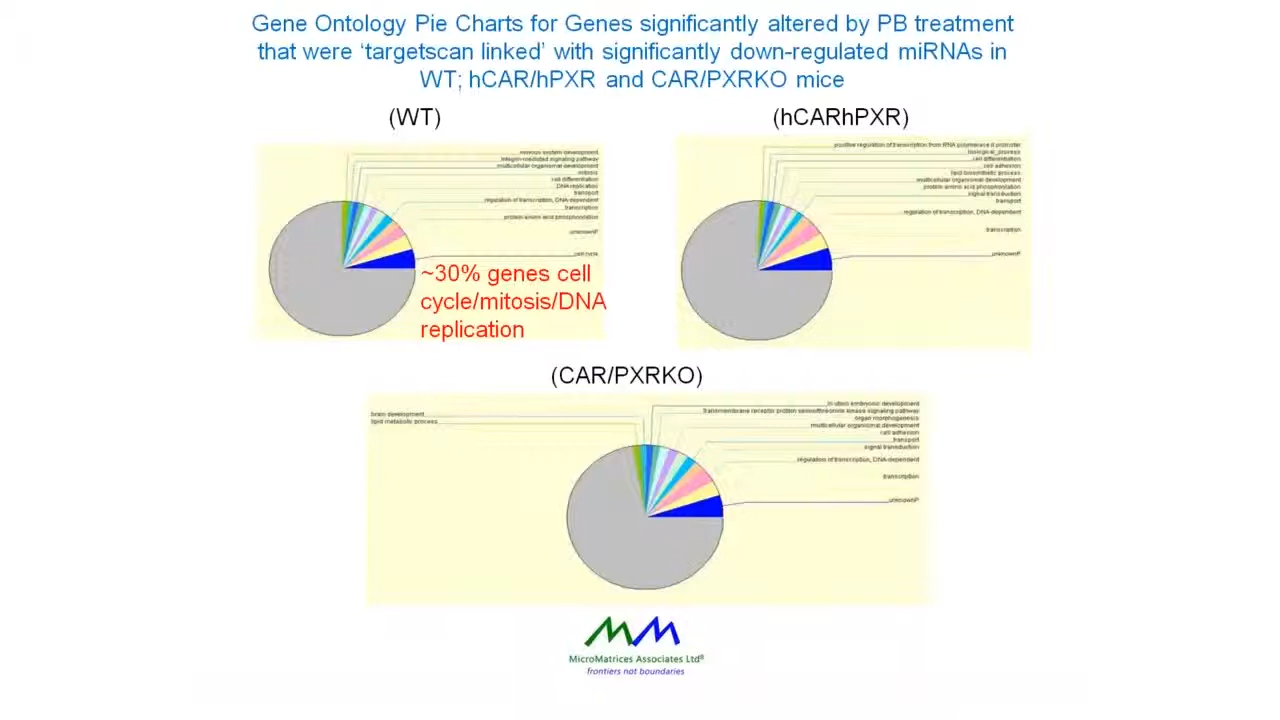 Gene Ontology Pie Charts for Genes significantly altered by PB treatment
that were ‘targetscan linked’ with significantly down-regulated miRNAs in
WT; hCAR/hPXR and CAR/PXRKO mice
(WT)
nervous system development
integrin-mediated signaling pathway
multicellular organismal development
mitosis
cell differentiation
DNA replication
transport
regulation of transcription, DNA-dependent
transcription
protein amino acid phosphorylation
unknownP
cell cycle
~30% genes cell
cycle/mitosis/DNA
replication
(hCARhPXR)
positive regulation of transcription from RNA polymerase II promoter
biological_process
cell differentiation
cell adhesion
lipid biosynthetic process
multicellular organismal development
protein amino acid phosphorylation
signal transduction
transport
regulation of transcription, DNA-dependent
transcription
unknownP
(CAR/PXRKO)
brain development
lipid metabolic process
in utero embryonic development
transmembrane receptor protein serine/threonine kinase signaling pathway
organ morphogenesis
multicellular organismal development
cell adhesion
transport
signal transduction
regulation of transcription, DNA-dependent
transcription
unknownP
MicroMatrices Associates Ltd®
frontiers not boundaries